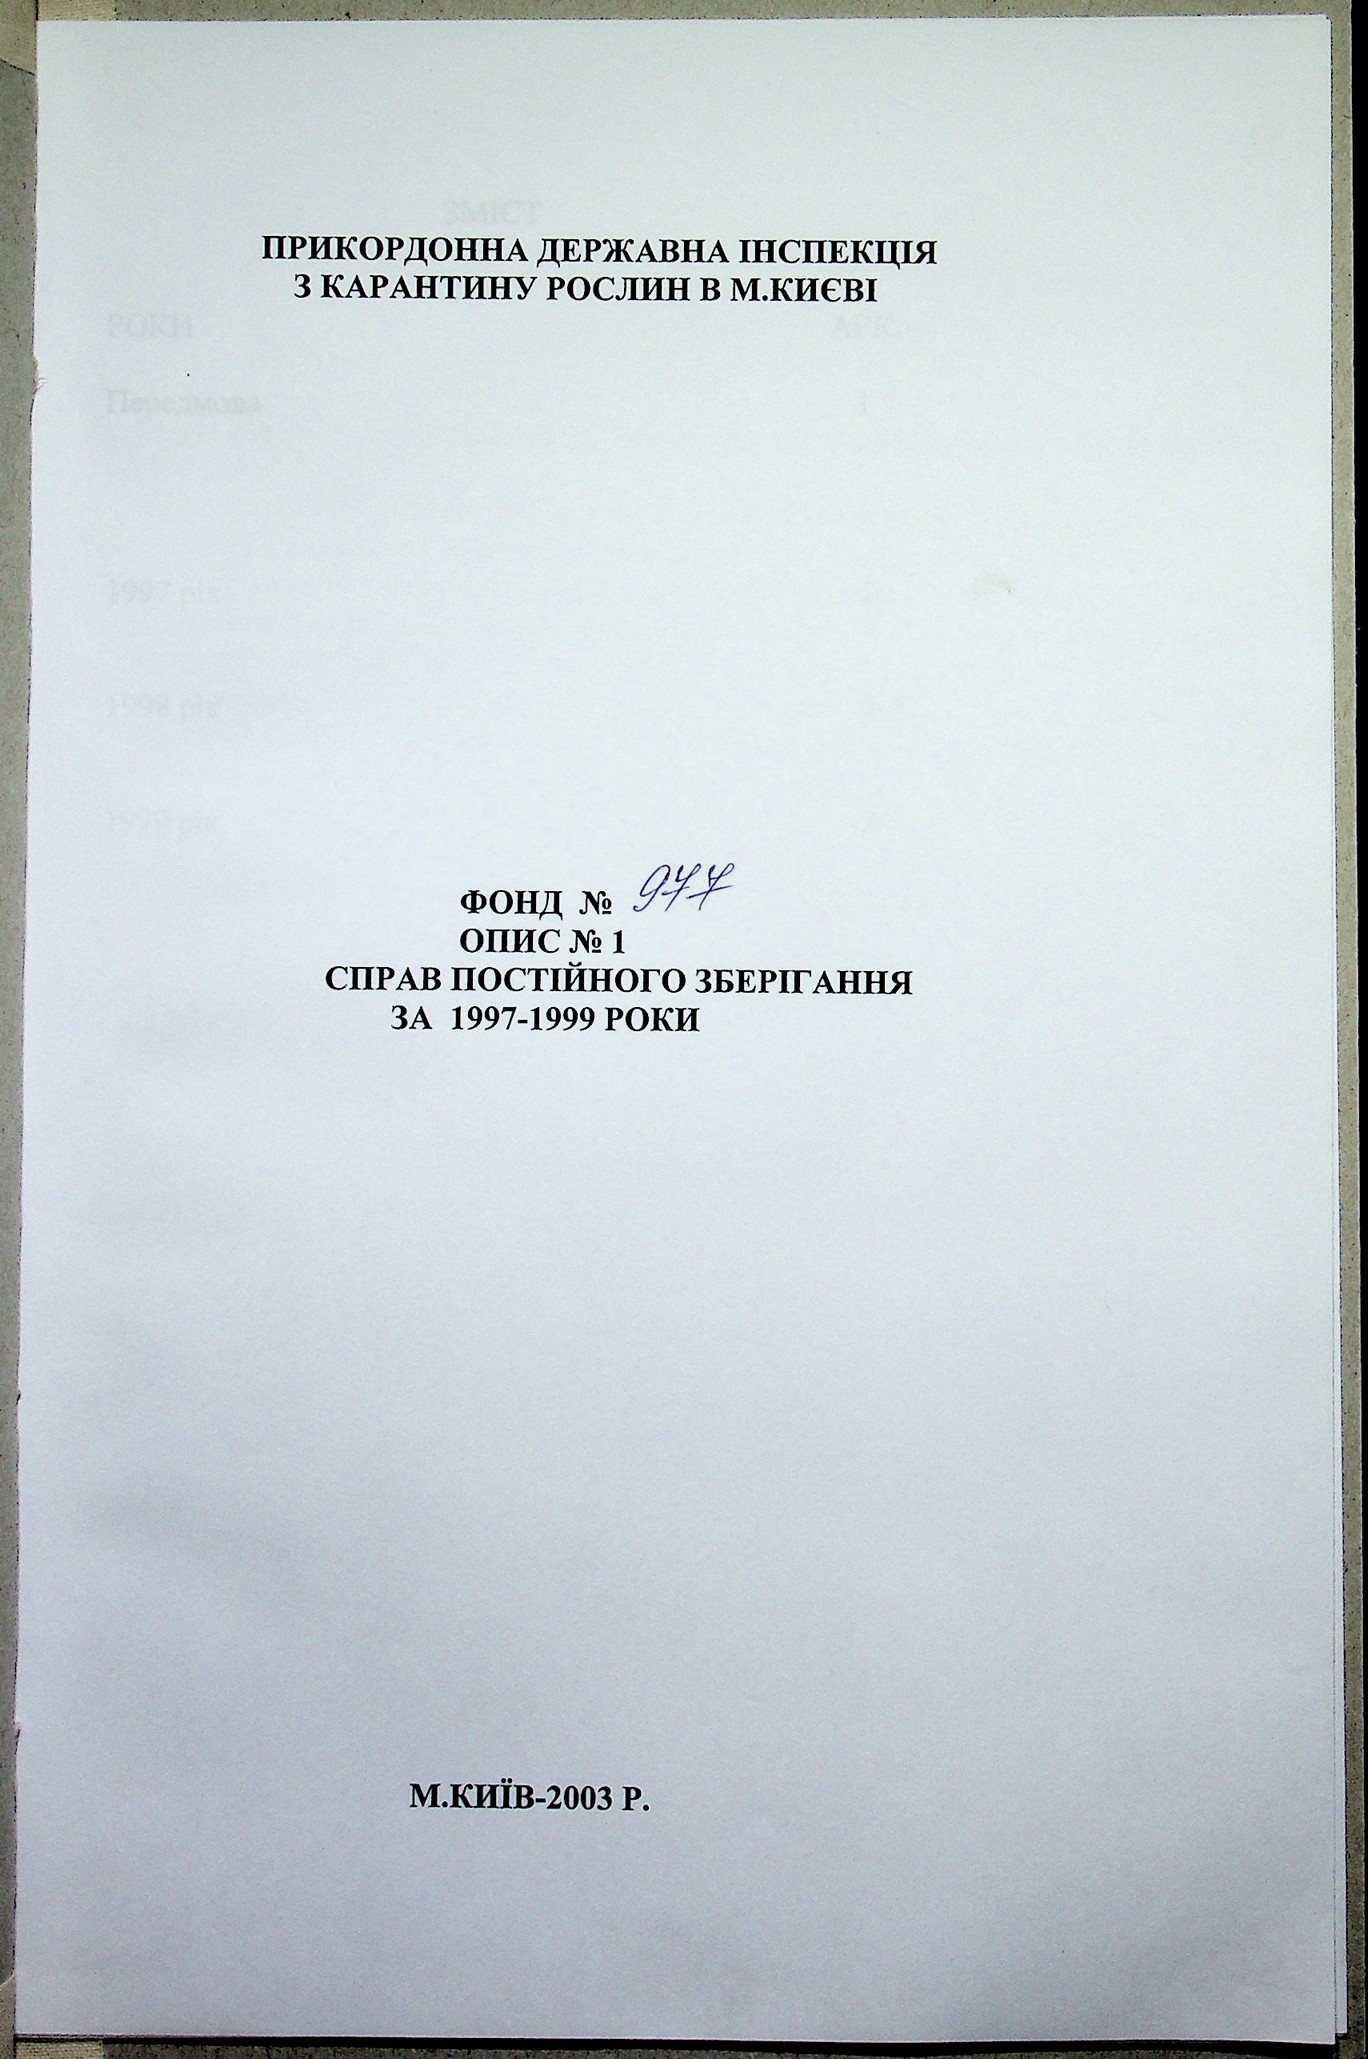 ПРИКОРДОННА ДЕРЖАВНА ІНСПЕКЦІЯ
З КАРАНТИНУ РОСЛИН В М.КИЄВІ
ФОНД № 977
ОПИС № 1
СПРАВ ПОСТІЙНОГО ЗБЕРІГАННЯ
ЗА 1997-1999 РОКИ
М.КИЇВ-2003 Р.